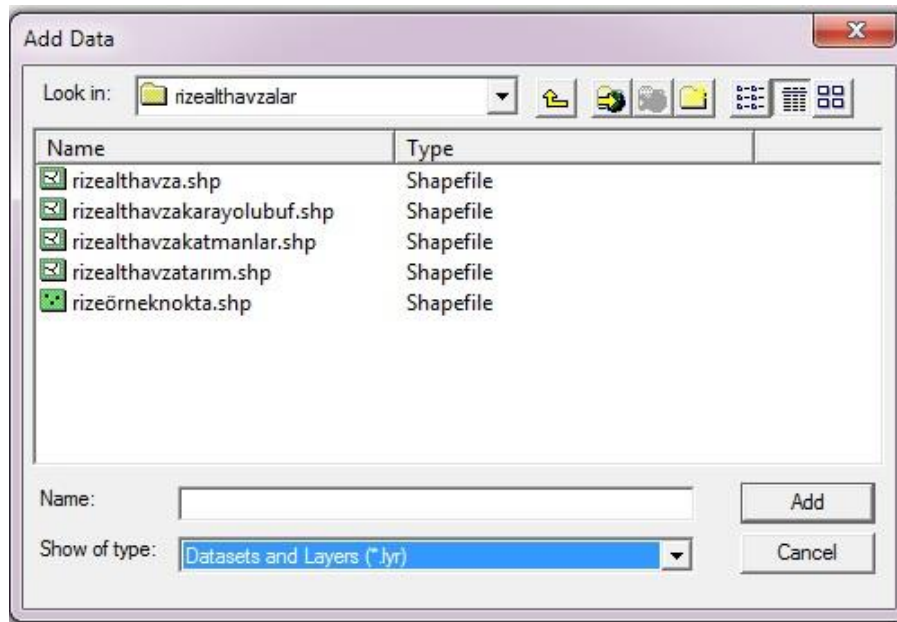 Add Data
Look in: rizealthavzalar
Name Type
rizealthavza.shp Shapefile
rizealthavzakarayolubuf.shp Shapefile
rizealthavzakatmanlar.shp Shapefile
rizealthavzatarım.shp Shapefile
rizeörneknokta.shp Shapefile
Name: Add
Show of type: Datasets and Layers (*.lyr) Cancel